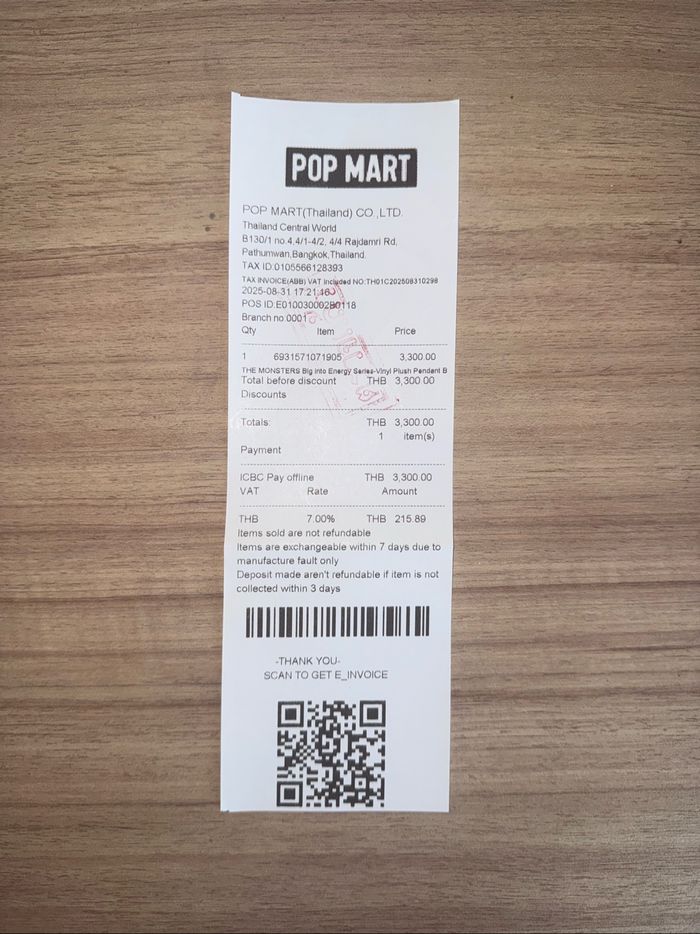 POP MART
POP MART(Thailand) CO.,LTD.
Thailand Central World
B130/1 no.4,4/1-4/2, 4/4 Rajdamri Rd,
Pathumwan,Bangkok,Thailand.
TAX ID:0105566128393
TAX INVOICE(ABB) VAT Included NO:TH01C202508310298
2025-08-31 17:21:46
POS ID:E01003000280118
Branch no.0001
Qty Item Price
1 6931571071905 3,300.00
THE MONSTERS Big into Energy Series-Vinyl Plush Pendant B
Total before discount THB 3,300.00
Discounts
Totals: THB 3,300.00
1 item(s)
Payment
ICBC Pay offline THB 3,300.00
VAT Rate Amount
THB 7.00% THB 215.89
Items sold are not refundable
Items are exchangeable within 7 days due to
manufacture fault only
Deposit made aren't refundable if item is not
collected within 3 days
-THANK YOU-
SCAN TO GET E_INVOICE